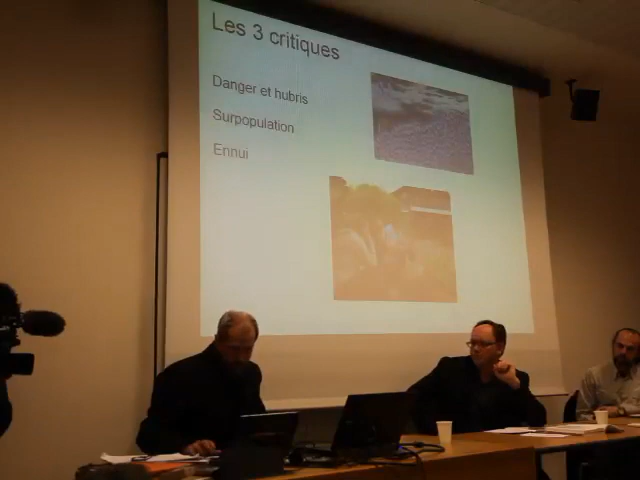 Les 3 critiques
Danger et hubris
Surpopulation
Ennui